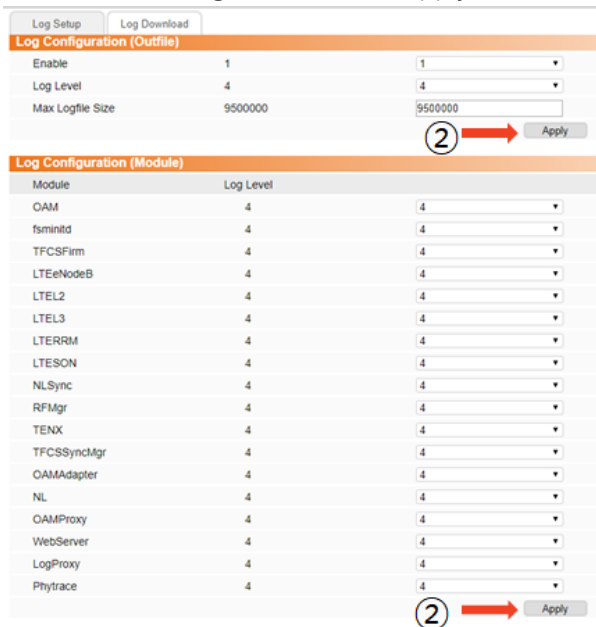 Log Setup Log Download
Log Configuration (Outfile)
Enable 1 1
Log Level 4 4
Max Logfile Size 9500000 9500000
② Apply
Log Configuration (Module)
Module Log Level
OAM 4 4
fsminitd 4 4
TFCSFirm 4 4
LTEeNodeB 4 4
LTEL2 4 4
LTEL3 4 4
LTERRM 4 4
LTESON 4 4
NLSync 4 4
RFMgr 4 4
TENX 4 4
TFCSSyncMgr 4 4
OAMAdapter 4 4
NL 4 4
OAMProxy 4 4
WebServer 4 4
LogProxy 4 4
Phytrace 4 4
② Apply